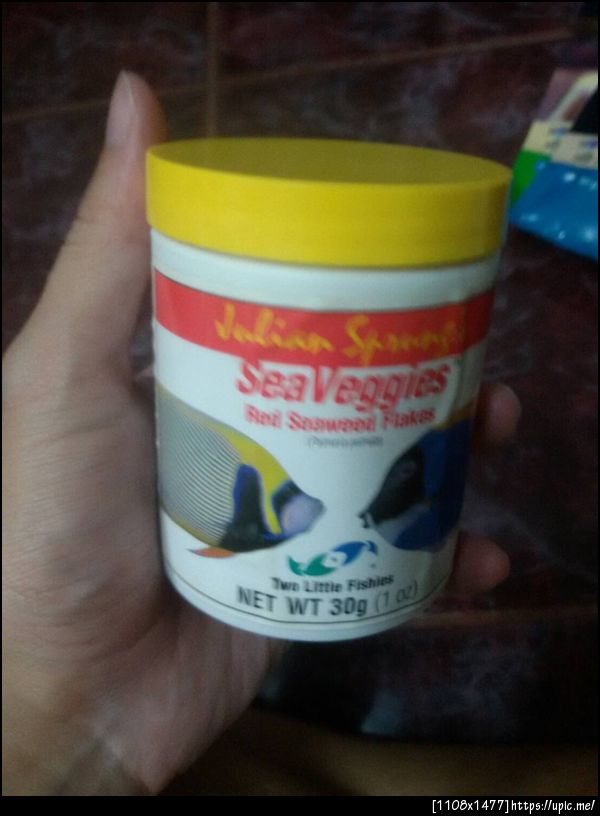 Julian Sprung's
SeaVeggies
Red Seaweed Flakes
Two Little Fishies
NET WT 30g (1 oz)
[1108x1477]https://upic.me/